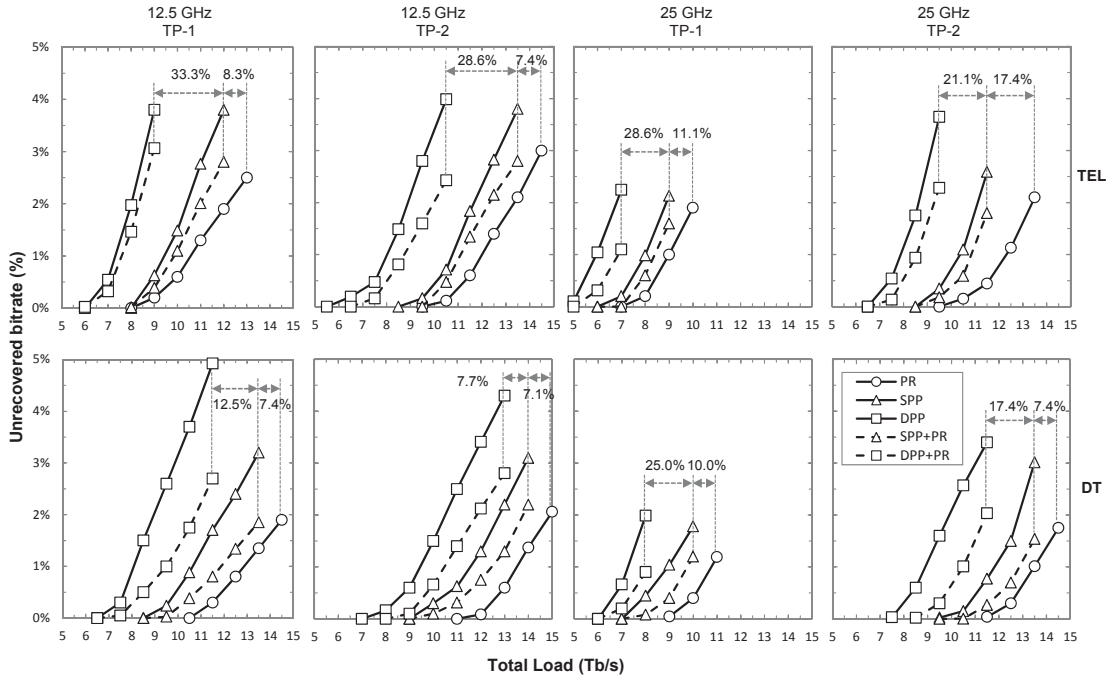 12.5 GHz
TP-1
12.5 GHz
TP-2
25 GHz
TP-1
25 GHz
TP-2
Unrecovered bitrate (%)
5%
4%
3%
2%
1%
0%
33.3%
8.3%
5 6 7 8 9 10 11 12 13 14 15
28.6%
7.4%
5 6 7 8 9 10 11 12 13 14 15
28.6%
11.1%
5 6 7 8 9 10 11 12 13 14 15
21.1%
17.4%
5 6 7 8 9 10 11 12 13 14 15
TEL
5%
4%
3%
2%
1%
0%
12.5%
7.4%
5 6 7 8 9 10 11 12 13 14 15
7.7%
7.1%
5 6 7 8 9 10 11 12 13 14 15
25.0%
10.0%
5 6 7 8 9 10 11 12 13 14 15
PR
SPP
DPP
SPP+PR
DPP+PR
17.4%
7.4%
5 6 7 8 9 10 11 12 13 14 15
DT
Total Load (Tb/s)